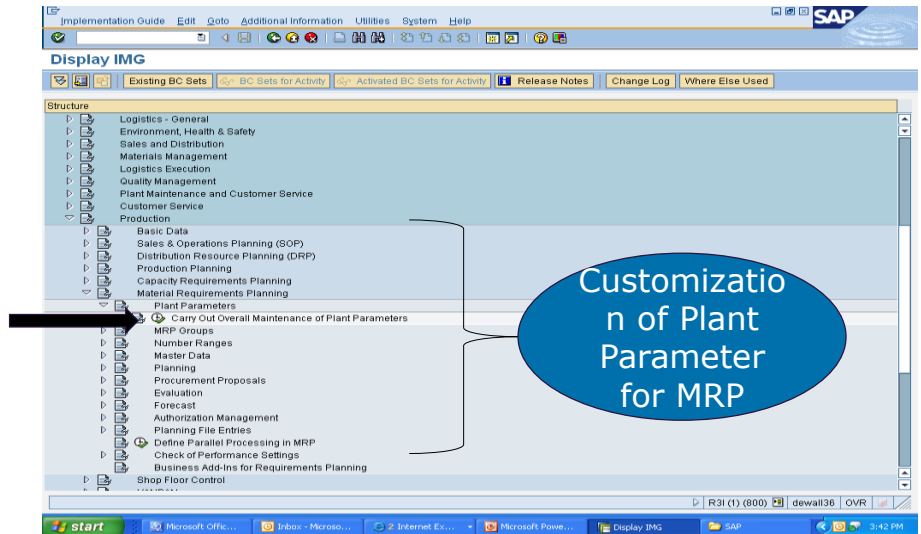 Implementation Guide Edit Goto Additional Information Utilities System Help
SAP
Display IMG
Existing BC Sets BC Sets for Activity Activated BC Sets for Activity Release Notes Change Log Where Else Used
Structure
Logistics - General
Environment, Health & Safety
Sales and Distribution
Materials Management
Logistics Execution
Quality Management
Plant Maintenance and Customer Service
Customer Service
Production
Basic Data
Sales & Operations Planning (SOP)
Distribution Resource Planning (DRP)
Production Planning
Capacity Requirements Planning
Material Requirements Planning
Plant Parameters
Carry Out Overall Maintenance of Plant Parameters
MRP Groups
Number Ranges
Master Data
Planning
Procurement Proposals
Evaluation
Forecast
Authorization Management
Planning File Entries
Define Parallel Processing in MRP
Check of Performance Settings
Business Add-Ins for Requirements Planning
Shop Floor Control
Customizatio
n of Plant
Parameter
for MRP
R3I (1) (800) dewall36 OVR
start Microsoft Offic... Inbox - Microso... 2 Internet Ex... Microsoft Powe... Display IMG SAP 3:42 PM